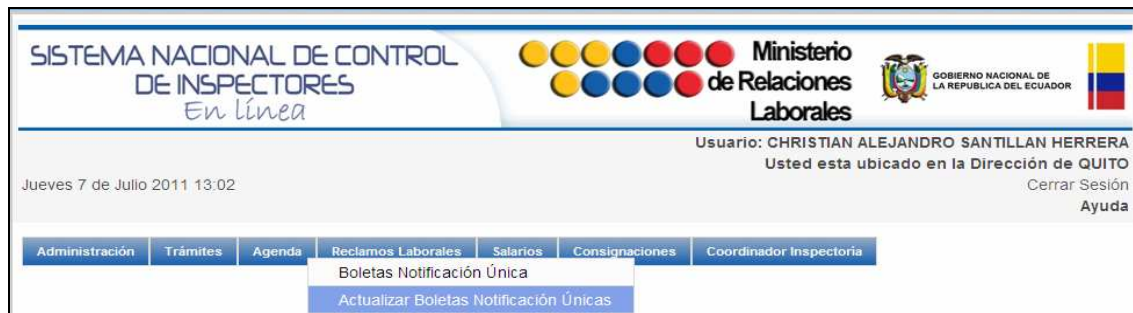 SISTEMA NACIONAL DE CONTROL
DE INSPECTORES
En línea
Ministerio
de Relaciones
Laborales
GOBIERNO NACIONAL DE
LA REPUBLICA DEL ECUADOR
Usuario: CHRISTIAN ALEJANDRO SANTILLAN HERRERA
Usted esta ubicado en la Dirección de QUITO
Jueves 7 de Julio 2011 13:02
Cerrar Sesión
Ayuda
Administración Trámites Agenda Reclamos Laborales Salarios Consignaciones Coordinador Inspectoría
Boletas Notificación Única
Actualizar Boletas Notificación Únicas